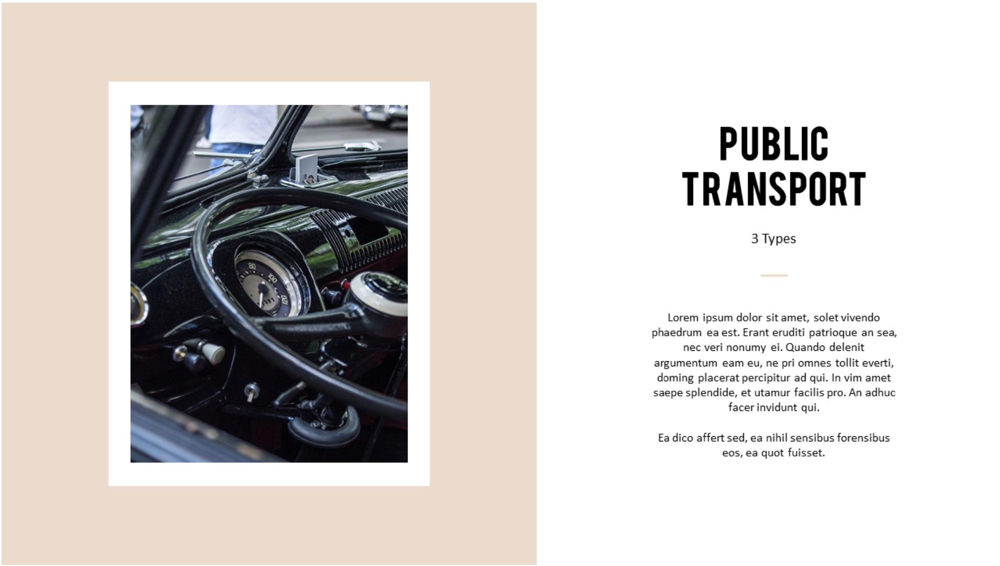 80
100
120
PUBLIC
TRANSPORT
3 Types
Lorem ipsum dolor sit amet, solet vivendo
phaedrum ea est. Erant eruditi patrioque an sea,
nec veri nonumy ei. Quando delenit
argumentum eam eu, ne pri omnes tollit everti,
doming placerat percipitur ad qui. In vim amet
saepe splendide, et utamur facilis pro. An adhuc
facer invidunt qui.
Ea dico affert sed, ea nihil sensibus forensibus
eos, ea quot fuisset.